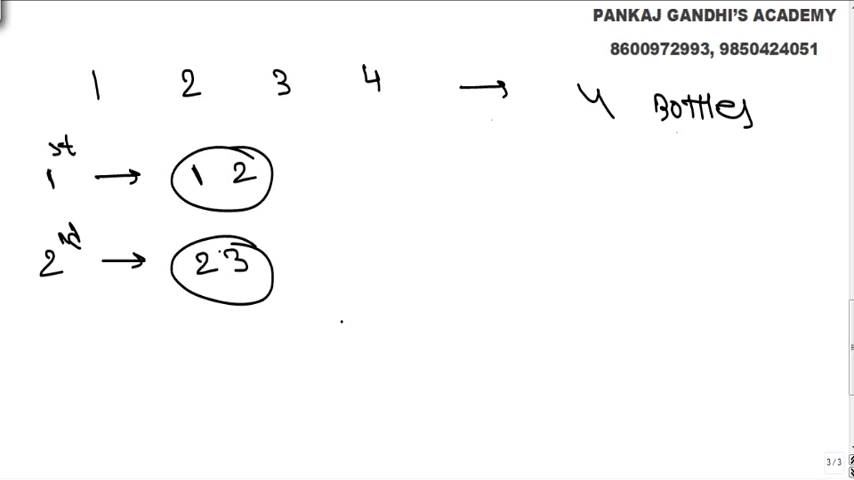 PANKAJ GANDHI'S ACADEMY
8600972993, 9850424051
1 2 3 4 → 4 Bottles
1st → 1 2
2nd → 2 3
3/3